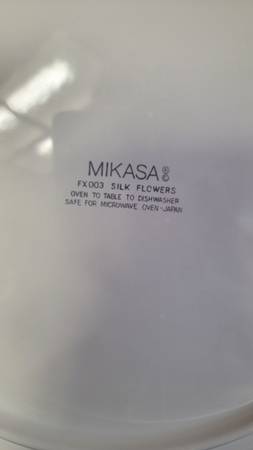 MIKASA®©
FX003 SILK FLOWERS
OVEN TO TABLE TO DISHWASHER
SAFE FOR MICROWAVE OVEN-JAPAN